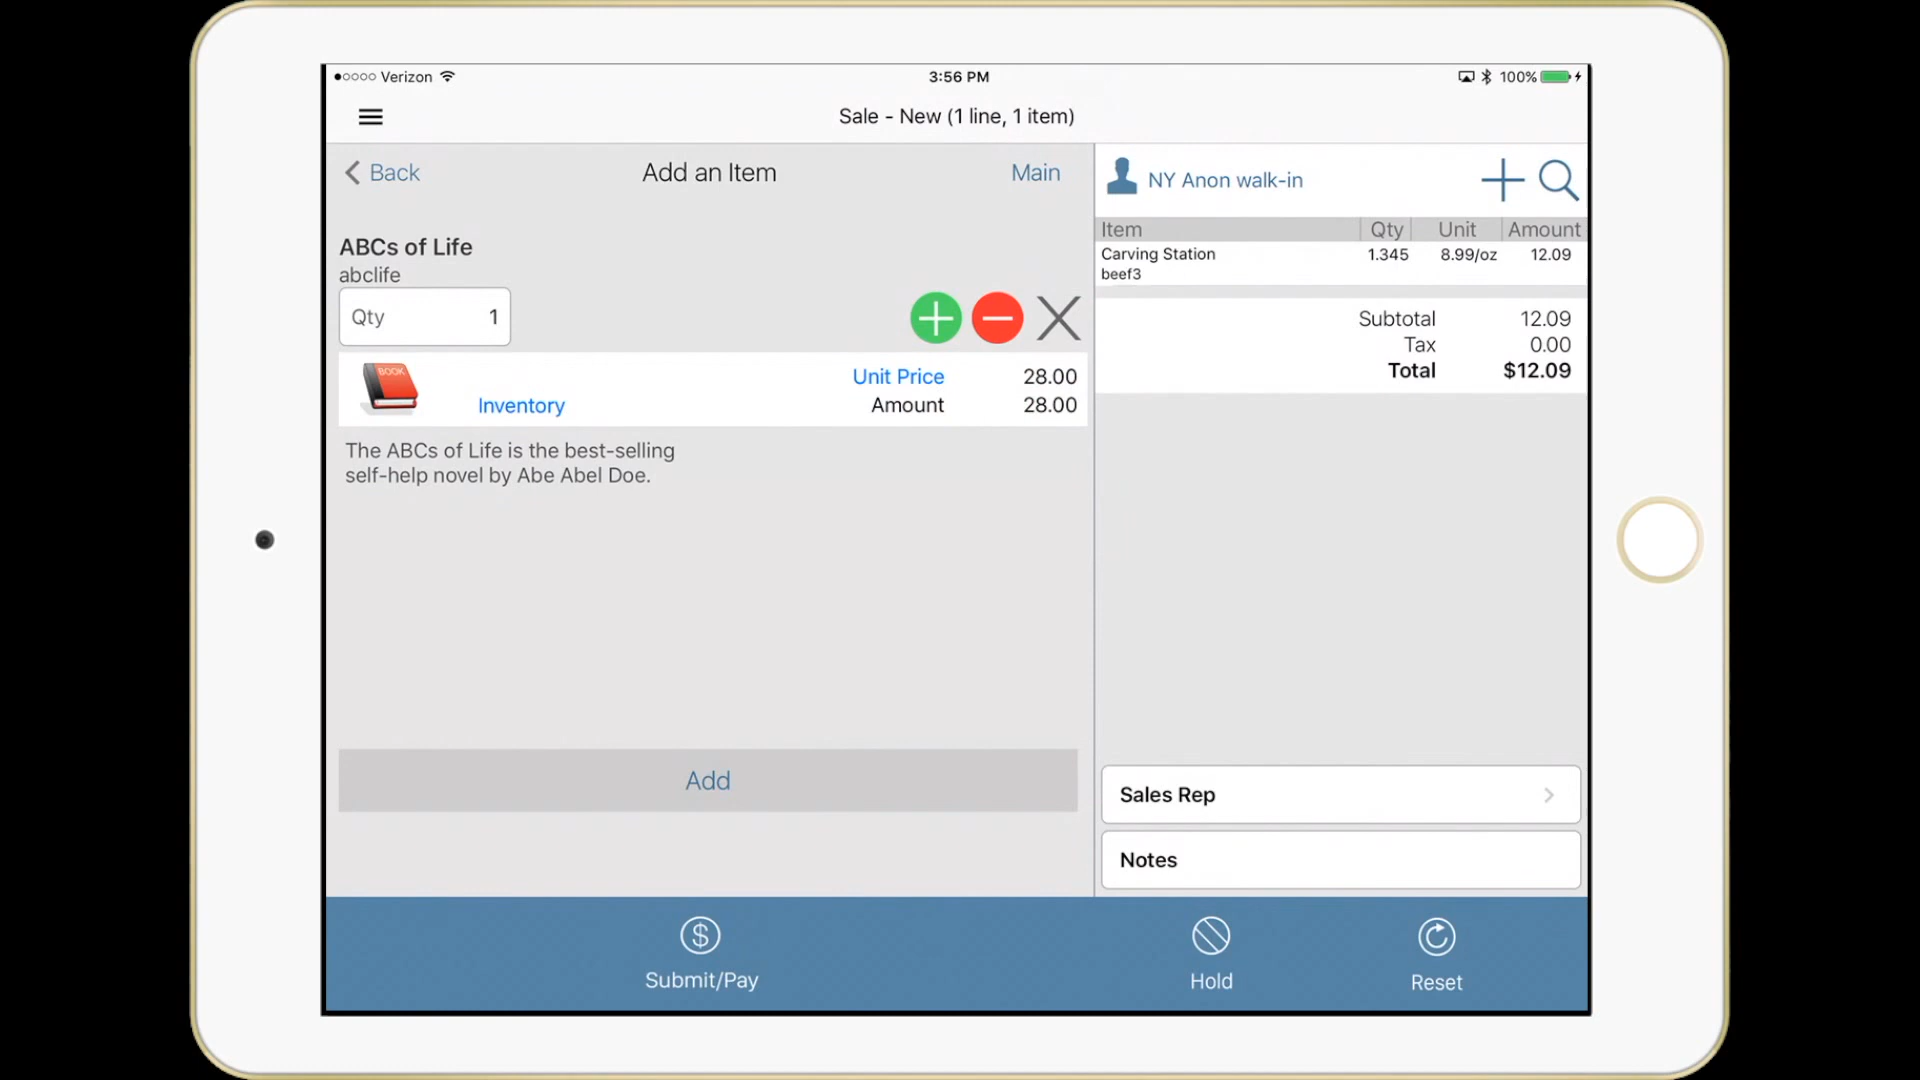 Verizon
3:56 PM
100%
Sale - New (1 line, 1 item)
Back
Add an Item
Main
ABCs of Life
abclife
Qty 1
BOOK
Inventory
Unit Price 28.00
Amount 28.00
The ABCs of Life is the best-selling
self-help novel by Abe Abel Doe.
Add
NY Anon walk-in
Item Qty Unit Amount
Carving Station 1.345 8.99/oz 12.09
beef3
Subtotal 12.09
Tax 0.00
Total $12.09
Sales Rep
Notes
$
Submit/Pay
Hold
Reset